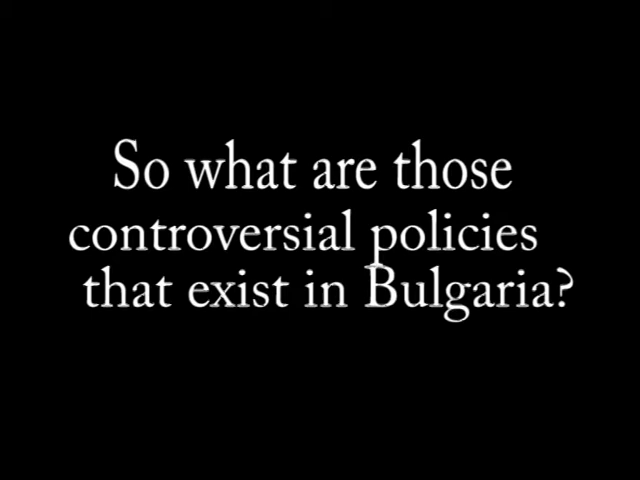 So what are those
controversial policies
that exist in Bulgaria?